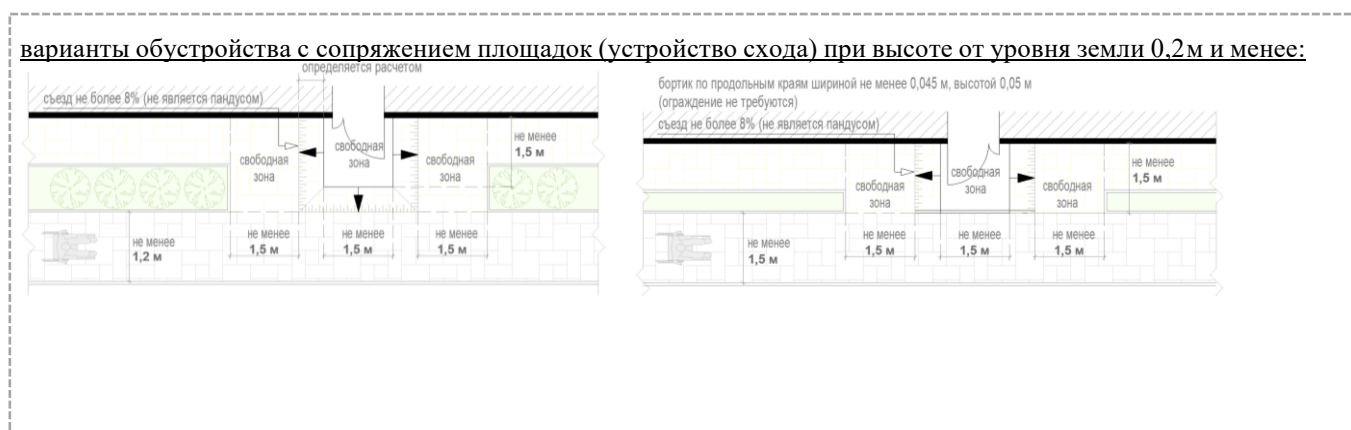 варианты обустройства с сопряжением площадок (устройство схода) при высоте от уровня земли 0,2м и менее:
определяется расчетом
съезд не более 8% (не является пандусом)
свободная
зона
свободная
зона
свободная
зона
не менее
1,5 м
не менее
1,2 м
не менее
1,5 м
не менее
1,5 м
не менее
1,5 м
бортик по продольным краям шириной не менее 0,045 м, высотой 0,05 м
(ограждение не требуются)
съезд не более 8% (не является пандусом)
свободная
зона
свободная
зона
свободная
зона
не менее
1,5 м
не менее
1,5 м
не менее
1,5 м
не менее
1,5 м
не менее
1,5 м